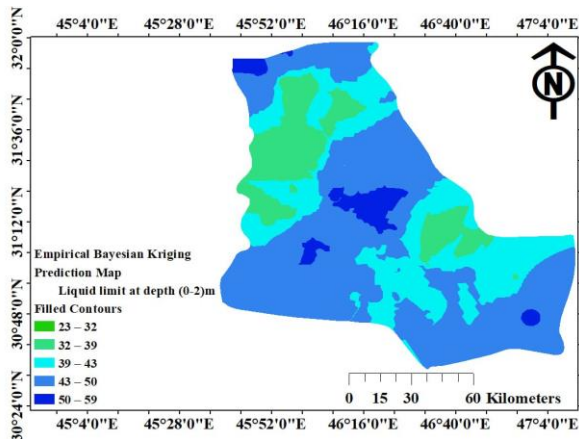 45°4'0"E 45°28'0"E 45°52'0"E 46°16'0"E 46°40'0"E 47°4'0"E
32°0'0"N
31°36'0"N
31°12'0"N
30°48'0"N
30°24'0"N
N
Empirical Bayesian Kriging
Prediction Map
Liquid limit at depth (0-2)m
Filled Contours
23 – 32
32 – 39
39 – 43
43 – 50
50 – 59
0 15 30 60 Kilometers
45°4'0"E 45°28'0"E 45°52'0"E 46°16'0"E 46°40'0"E 47°4'0"E